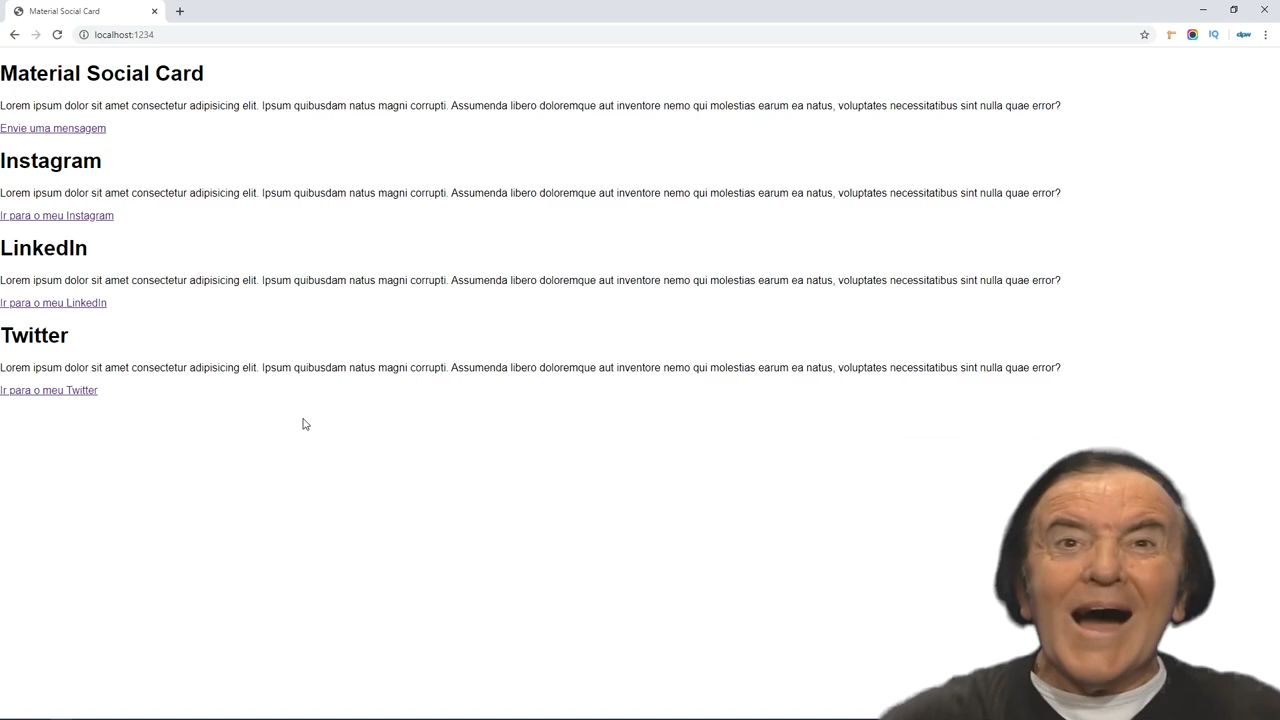 Material Social Card
localhost:1234
IQ
dpw
Material Social Card
Lorem ipsum dolor sit amet consectetur adipisicing elit. Ipsum quibusdam natus magni corrupti. Assumenda libero doloremque aut inventore nemo qui molestias earum ea natus, voluptates necessitatibus sint nulla quae error?
Envie uma mensagem
Instagram
Lorem ipsum dolor sit amet consectetur adipisicing elit. Ipsum quibusdam natus magni corrupti. Assumenda libero doloremque aut inventore nemo qui molestias earum ea natus, voluptates necessitatibus sint nulla quae error?
Ir para o meu Instagram
LinkedIn
Lorem ipsum dolor sit amet consectetur adipisicing elit. Ipsum quibusdam natus magni corrupti. Assumenda libero doloremque aut inventore nemo qui molestias earum ea natus, voluptates necessitatibus sint nulla quae error?
Ir para o meu LinkedIn
Twitter
Lorem ipsum dolor sit amet consectetur adipisicing elit. Ipsum quibusdam natus magni corrupti. Assumenda libero doloremque aut inventore nemo qui molestias earum ea natus, voluptates necessitatibus sint nulla quae error?
Ir para o meu Twitter